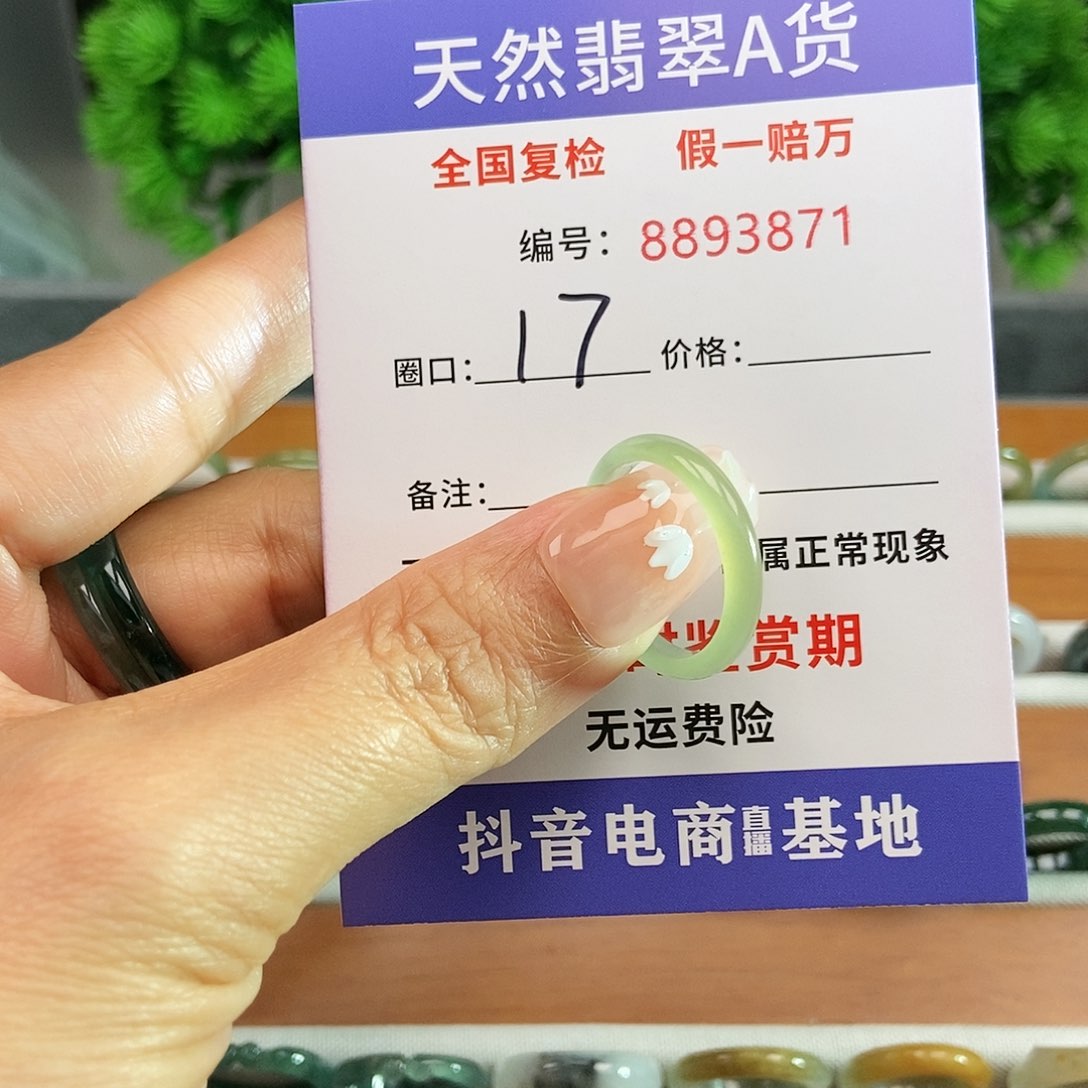 天然翡翠A货
全国复检 假一赔万
编号：8893871
圈口：17 价格：
备注：
属正常现象
赏期
无运费险
抖音电商直播基地